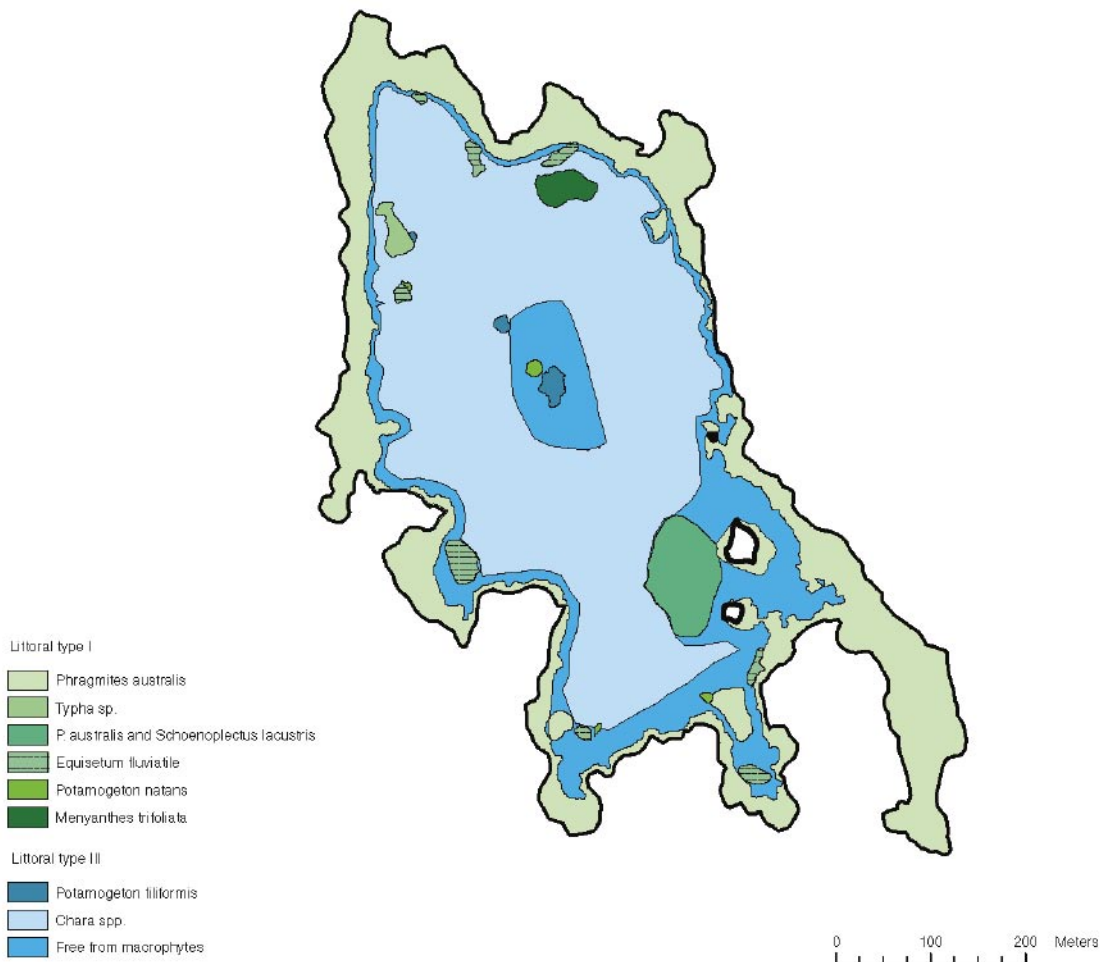 Littoral type I
Phragmites australis
Typha sp.
P. australis and Schoenoplectus lacustris
Equisetum fluviatile
Potamogeton natans
Menyanthes trifoliata
Littoral type III
Potamogeton filiformis
Chara spp.
Free from macrophytes
0 100 200 Meters